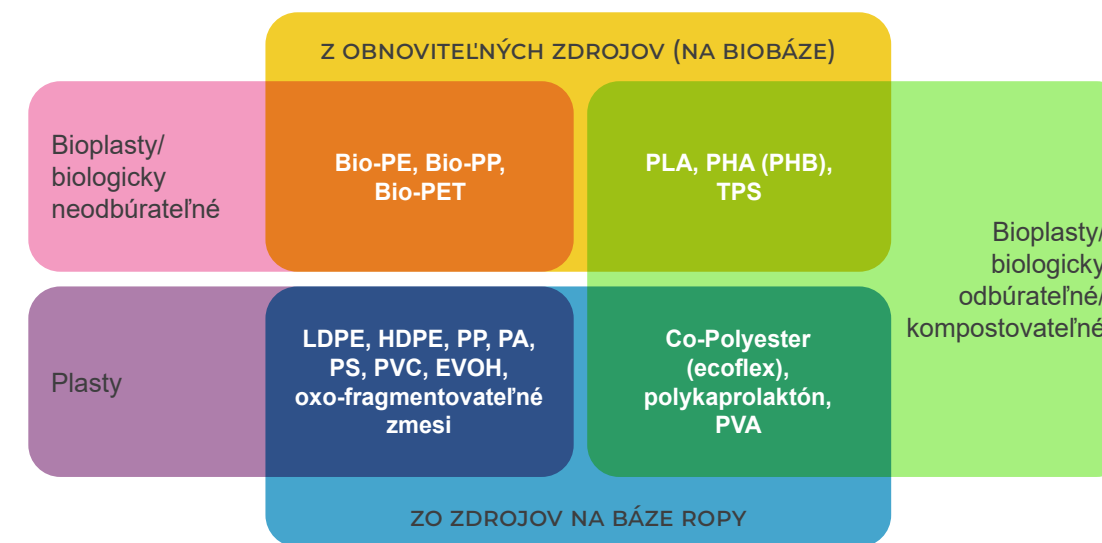 Z OBNOVITEĽNÝCH ZDROJOV (NA BIOBÁZE)
Bioplasty/
biologicky
neodbúrateľné
Bio-PE, Bio-PP,
Bio-PET
PLA, PHA (PHB),
TPS
Bioplasty/
biologicky
odbúrateľné/
kompostovateľné
Plasty
LDPE, HDPE, PP, PA,
PS, PVC, EVOH,
oxo-fragmentovateľné
zmesi
Co-Polyester
(ecoflex),
polykaprolaktón,
PVA
ZO ZDROJOV NA BÁZE ROPY